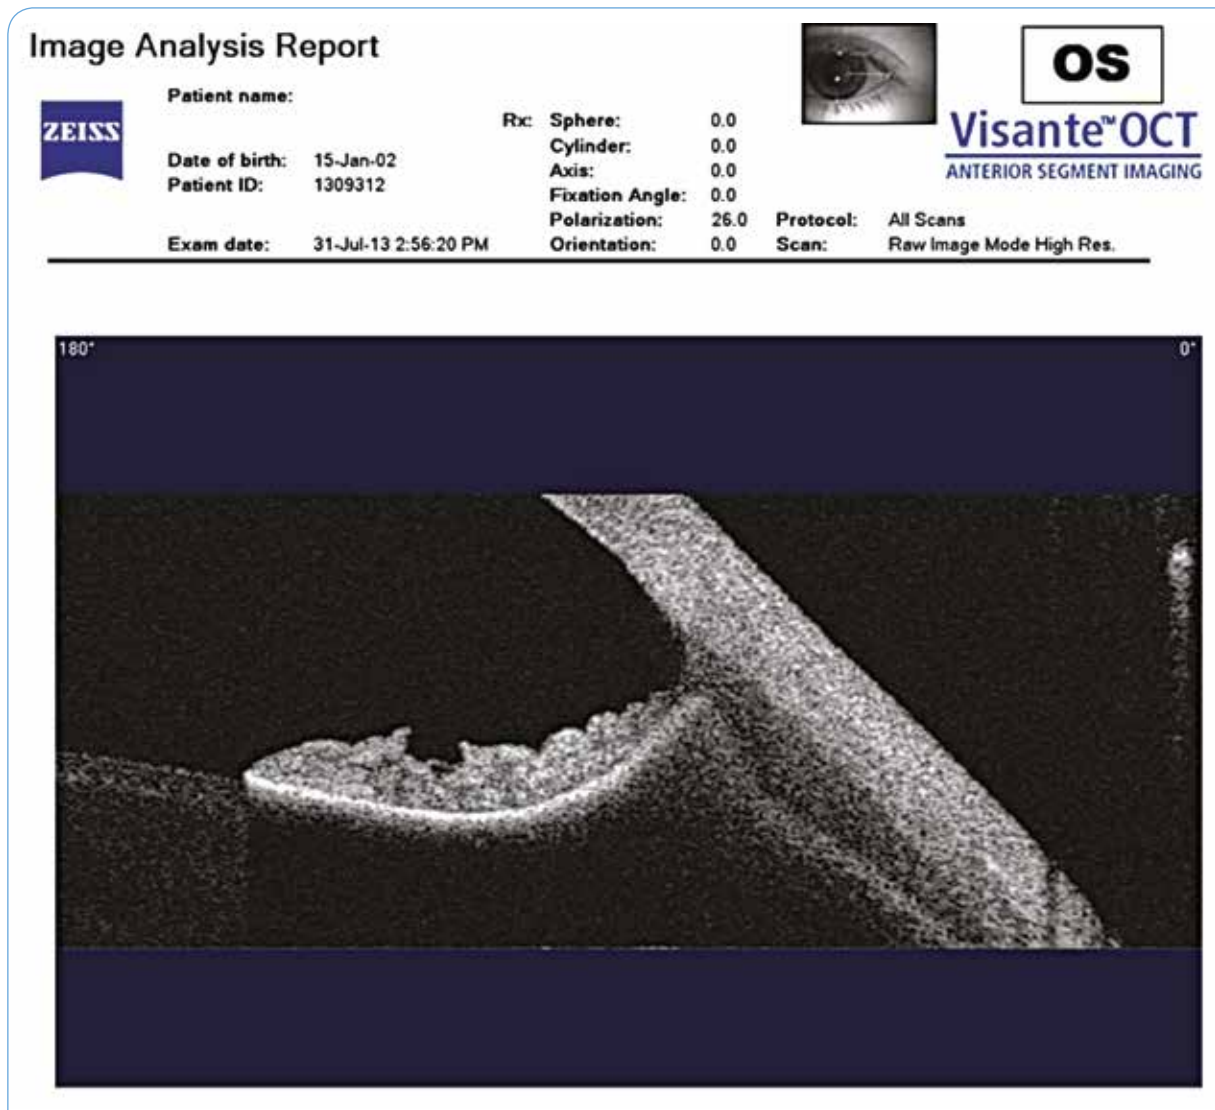 Image Analysis Report
OS
ZEISS
Patient name:
Visante™ OCT
ANTERIOR SEGMENT IMAGING
Rx: Sphere: 0.0
Cylinder: 0.0
Date of birth: 15-Jan-02
Axis: 0.0
Patient ID: 1309312
Fixation Angle: 0.0
Polarization: 26.0 Protocol: All Scans
Exam date: 31-Jul-13 2:56:20 PM Orientation: 0.0 Scan: Raw Image Mode High Res.
180° 0°